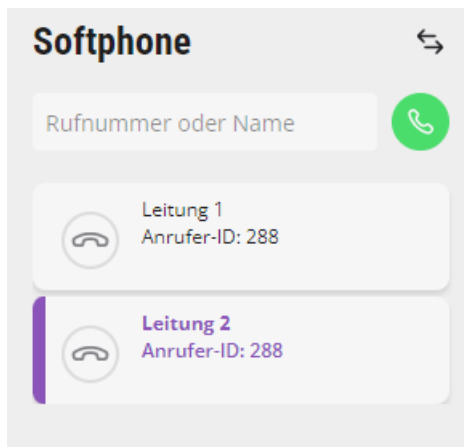 Softphone
Rufnummer oder Name
Leitung 1
Anrufer-ID: 288
Leitung 2
Anrufer-ID: 288